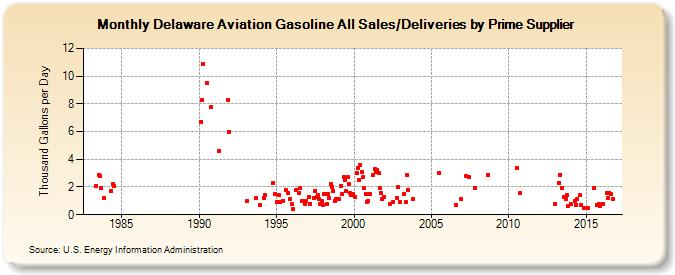 Monthly Delaware Aviation Gasoline All Sales/Deliveries by Prime Supplier
Thousand Gallons per Day
12
10
8
6
4
2
0
1985 1990 1995 2000 2005 2010 2015
Source: U.S. Energy Information Administration